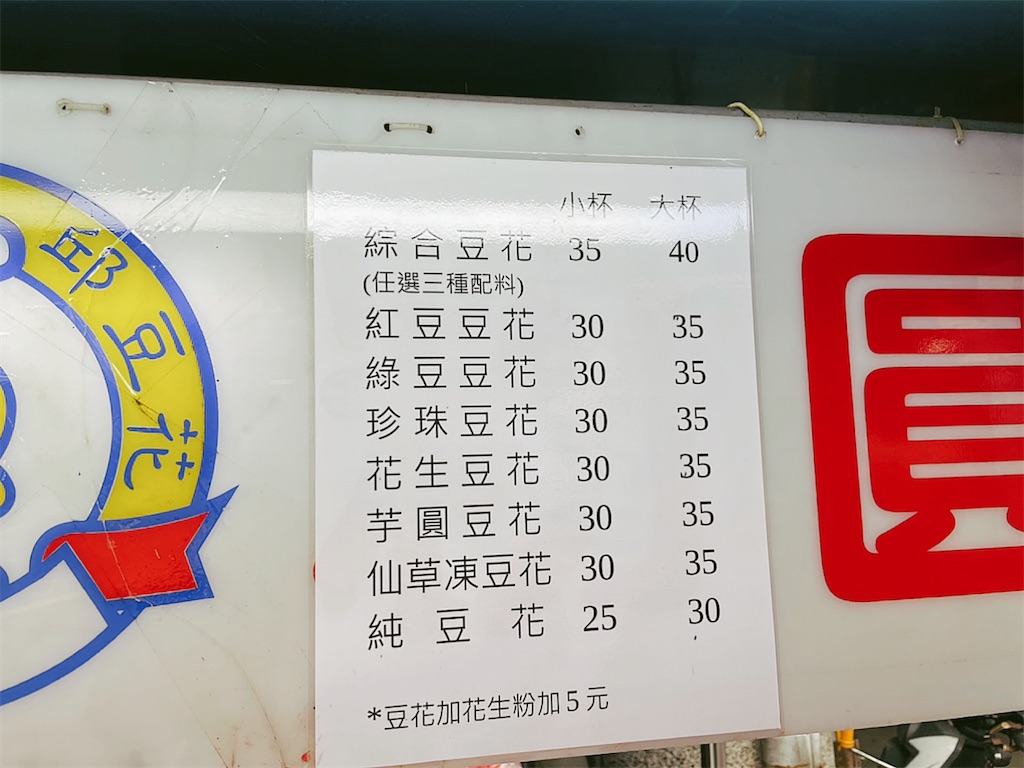 邱豆花
小杯 大杯
綜合豆花 35 40
(任選三種配料)
紅豆豆花 30 35
綠豆豆花 30 35
珍珠豆花 30 35
花生豆花 30 35
芋圓豆花 30 35
仙草凍豆花 30 35
純豆花 25 30
*豆花加花生粉加5元
圓